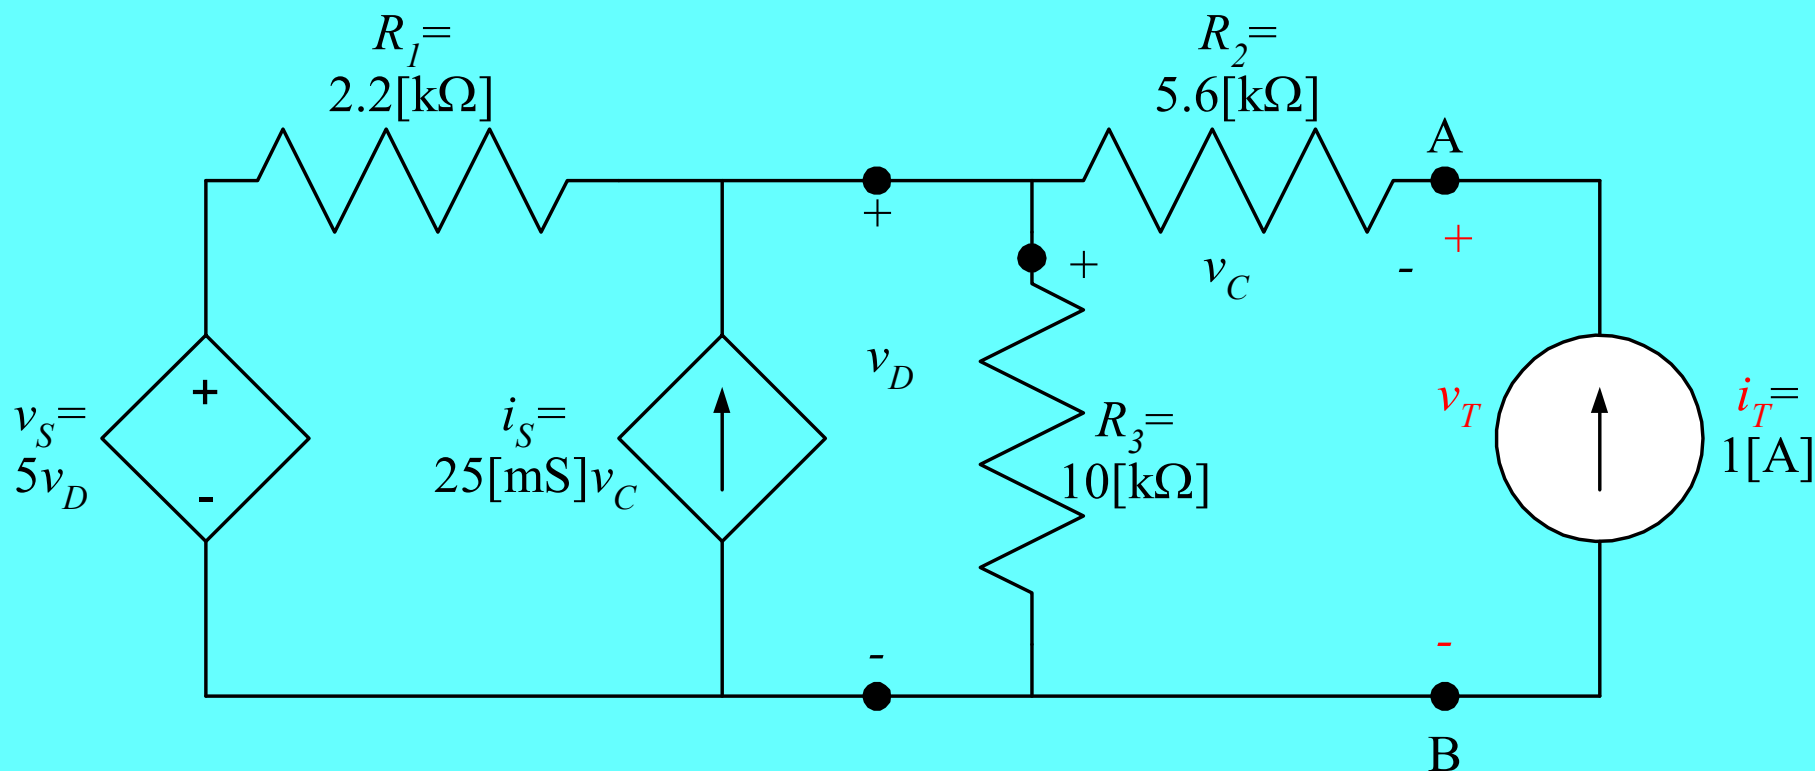 R1=
2.2[kΩ]
R2=
5.6[kΩ]
A
+
+
vC
-
+
vS=
5vD
+
-
iS=
25[mS]vC
vD
R3=
10[kΩ]
vT
iT=
1[A]
-
-
B